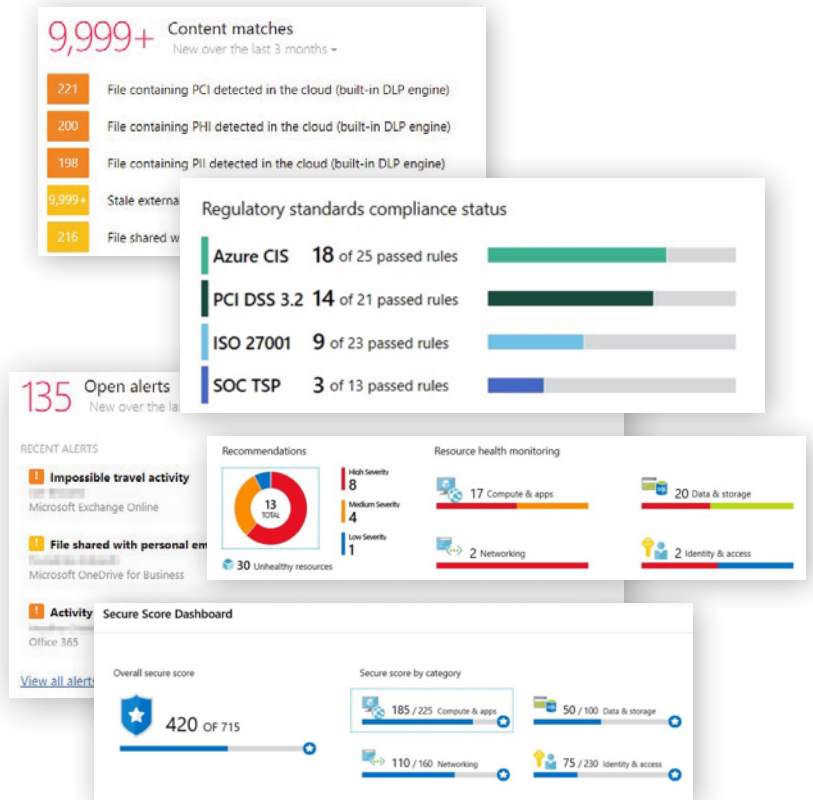 9,999+ Content matches
New over the last 3 months
221 File containing PCI detected in the cloud (built-in DLP engine)
200 File containing PHI detected in the cloud (built-in DLP engine)
198 File containing PII detected in the cloud (built-in DLP engine)
9,999+ Stale externa
216 File shared w
Regulatory standards compliance status
Azure CIS 18 of 25 passed rules
PCI DSS 3.2 14 of 21 passed rules
ISO 27001 9 of 23 passed rules
SOC TSP 3 of 13 passed rules
135 Open alerts
New over the la
RECENT ALERTS
Impossible travel activity
Microsoft Exchange Online
File shared with personal em
Microsoft OneDrive for Business
Activity
Office 365
View all alerts
Recommendations
13
TOTAL
High Severity
8
Medium Severity
4
Low Severity
1
30 Unhealthy resources
Resource health monitoring
17 Compute & apps
20 Data & storage
2 Networking
2 Identity & access
Secure Score Dashboard
Overall secure score
420 OF 715
Secure score by category
185 / 225 Compute & apps
50 / 100 Data & storage
110 / 160 Networking
75 / 230 Identity & access